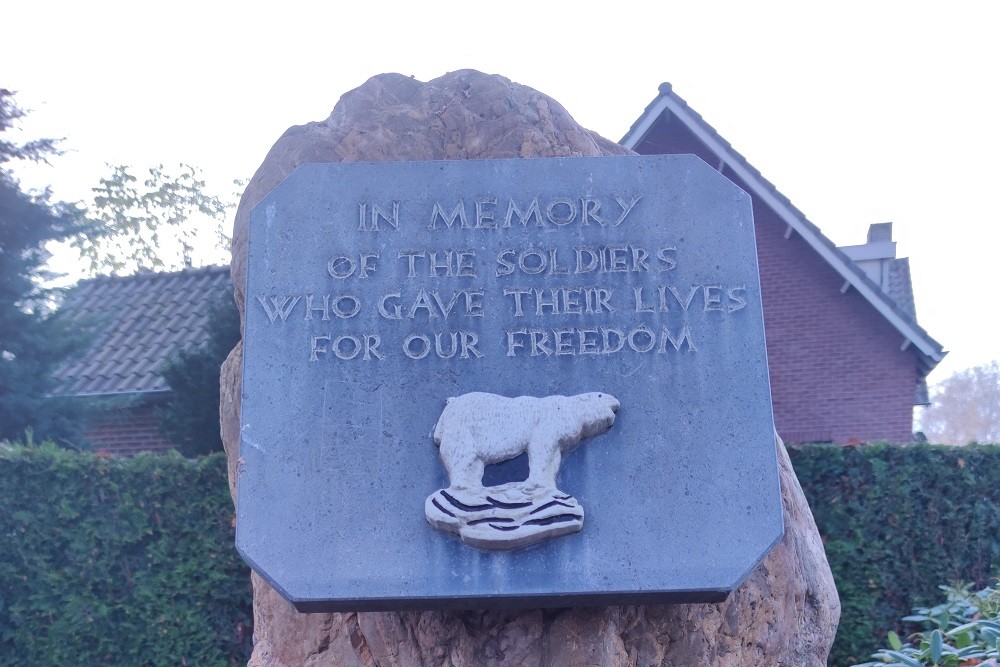 IN MEMORY
OF THE SOLDIERS
WHO GAVE THEIR LIVES
FOR OUR FREEDOM